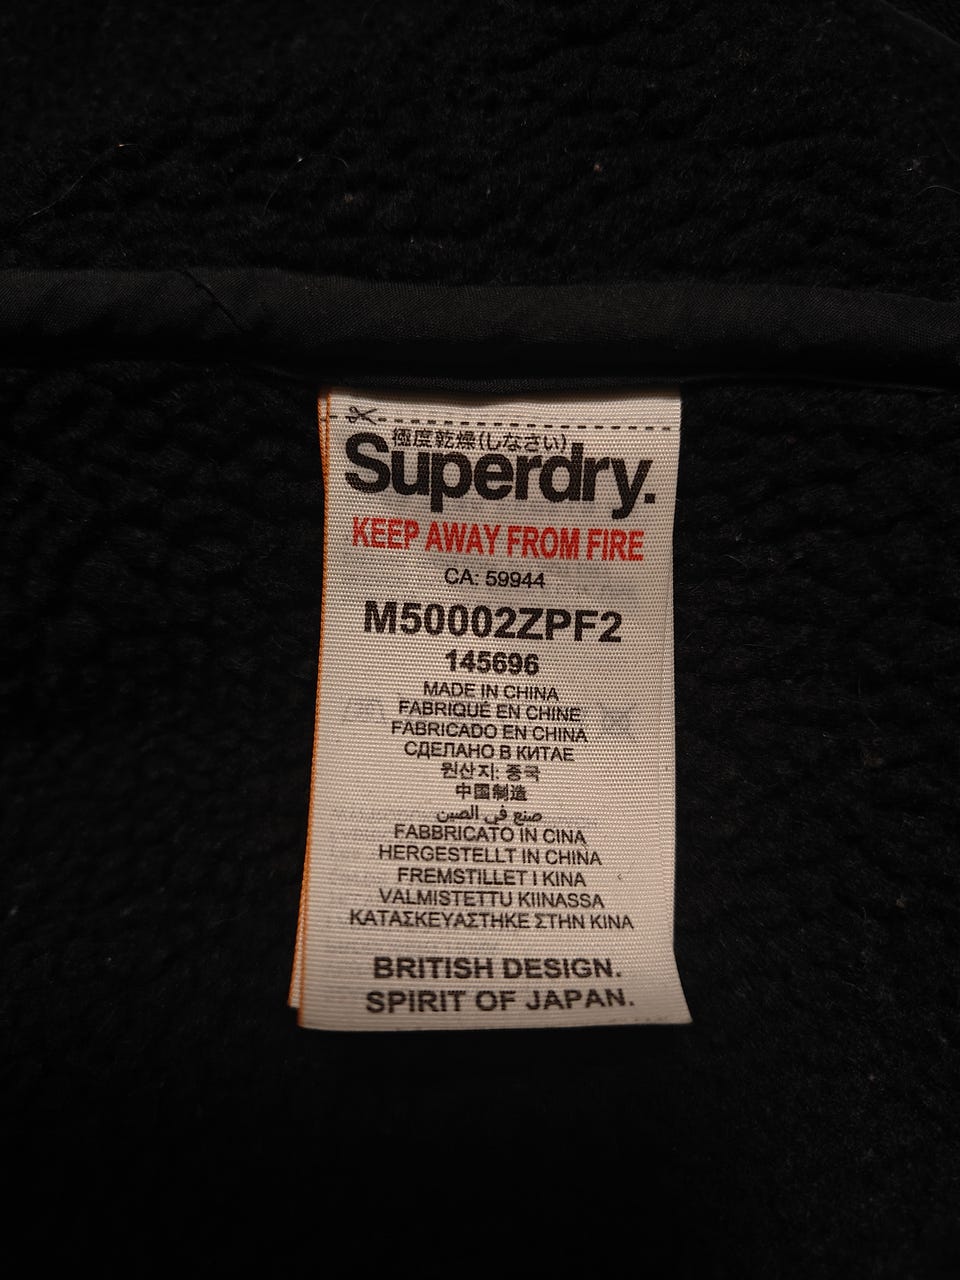 極度乾燥(しなさい)
Superdry.
KEEP AWAY FROM FIRE
CA: 59944
M50002ZPF2
145696
MADE IN CHINA
FABRIQUÉ EN CHINE
FABRICADO EN CHINA
СДЕЛАНО В КИТАЕ
원산지: 중국
中国制造
صنع في الصين
FABBRICATO IN CINA
HERGESTELLT IN CHINA
FREMSTILLET I KINA
VALMISTETTU KIINASSA
ΚΑΤΑΣΚΕΥΑΣΤΗΚΕ ΣΤΗΝ ΚΙΝΑ
BRITISH DESIGN.
SPIRIT OF JAPAN.